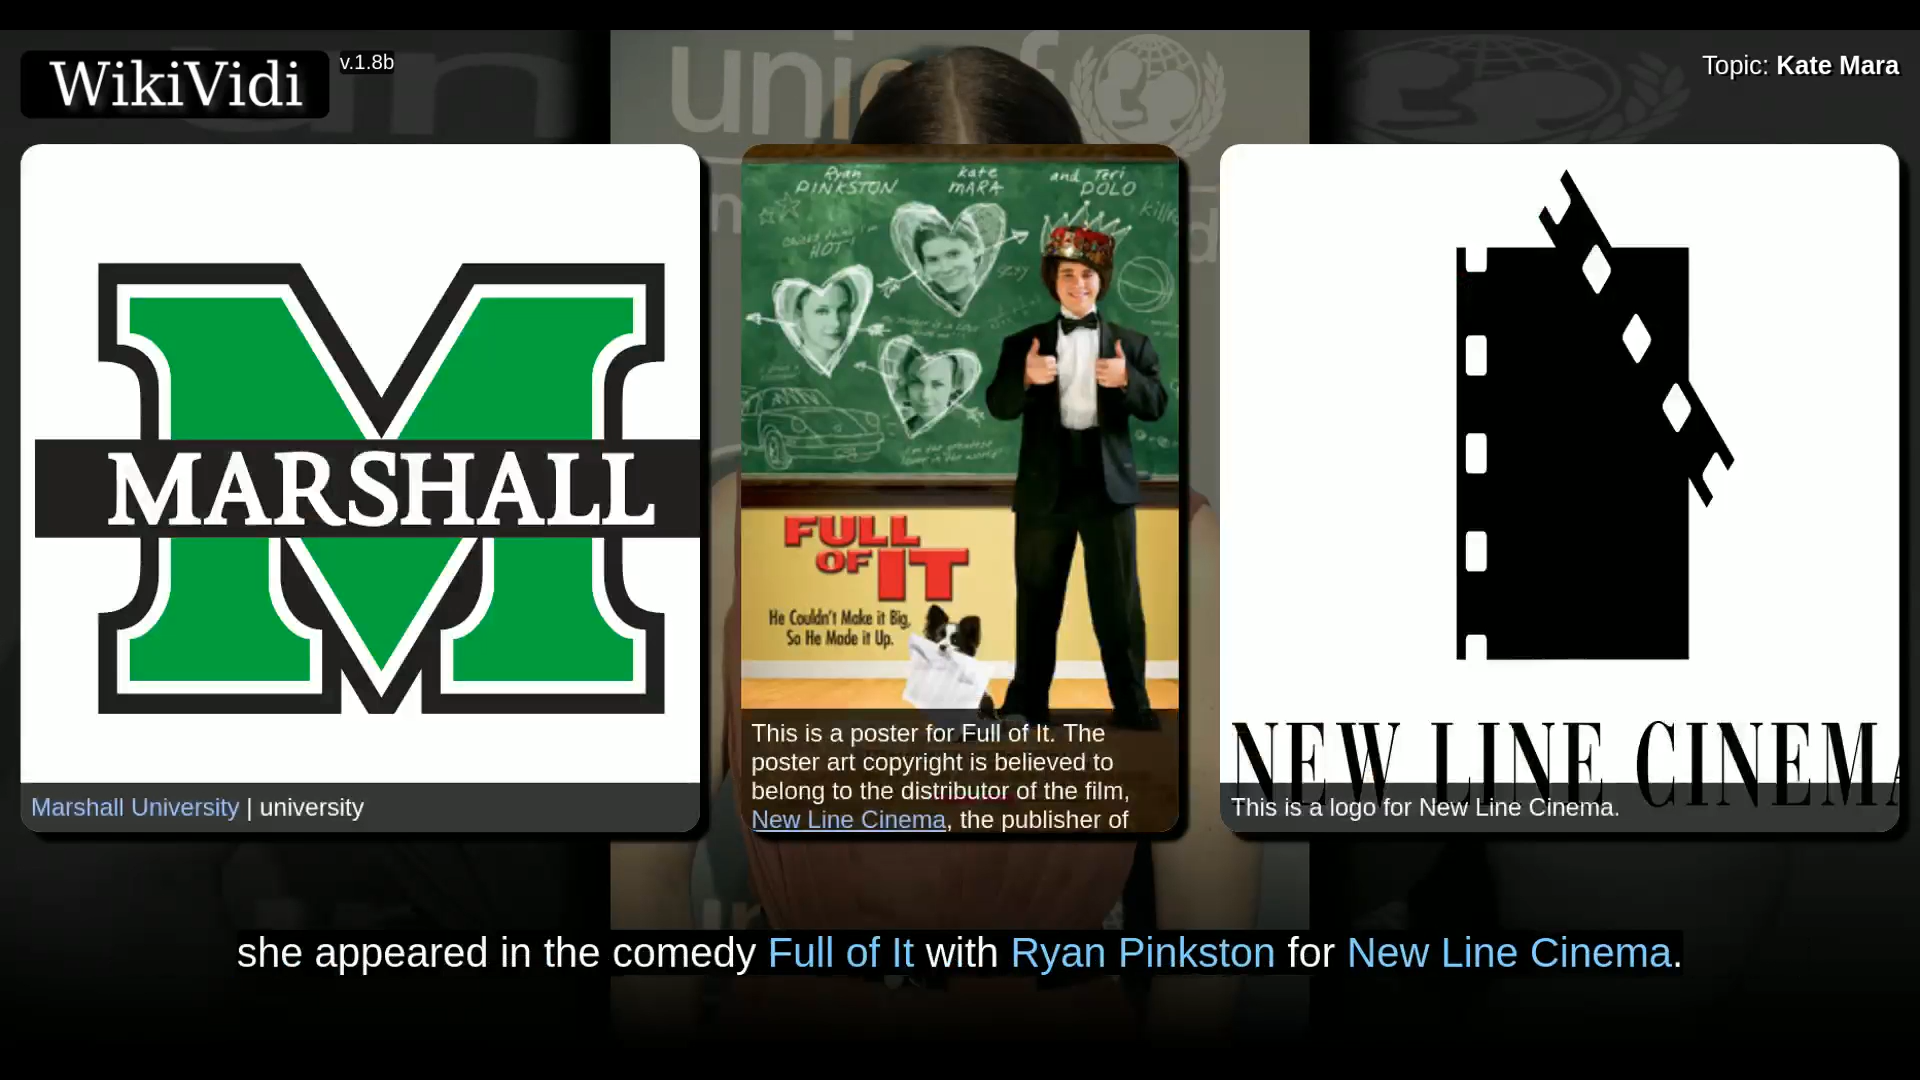 WikiVidi
v.1.8b
Topic: Kate Mara
unicef
MARSHALL
Marshall University | university
Ryan PINKSTON
kate MARA
and Teri POLO
HOT!
FULL
OF IT
He Couldn't Make it Big,
So He Made it Up.
This is a poster for Full of It. The
poster art copyright is believed to
belong to the distributor of the film,
New Line Cinema, the publisher of
NEW LINE CINEMA
This is a logo for New Line Cinema.
she appeared in the comedy Full of It with Ryan Pinkston for New Line Cinema.